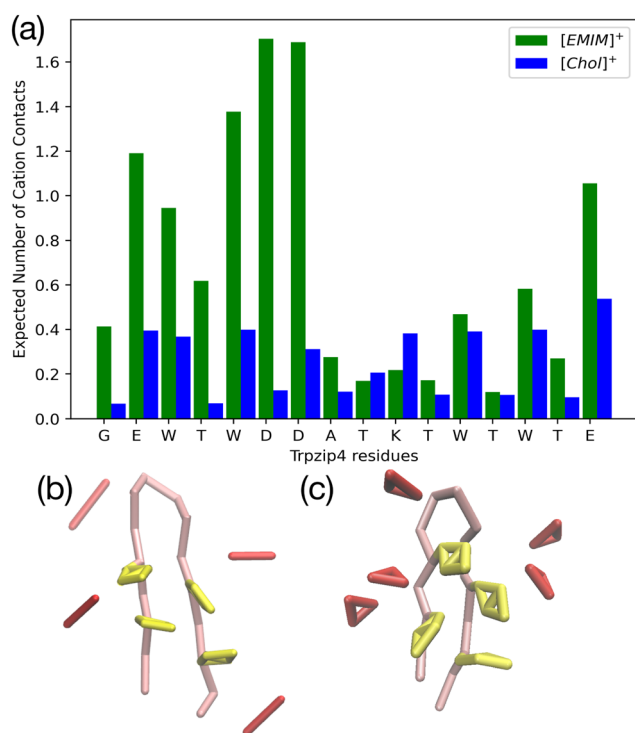 (a)
[EMIM]+
[Chol]+
Expected Number of Cation Contacts
1.6
1.4
1.2
1.0
0.8
0.6
0.4
0.2
0.0
G E W T W D D A T K T W T W T E
Trpzip4 residues
(b)
(c)